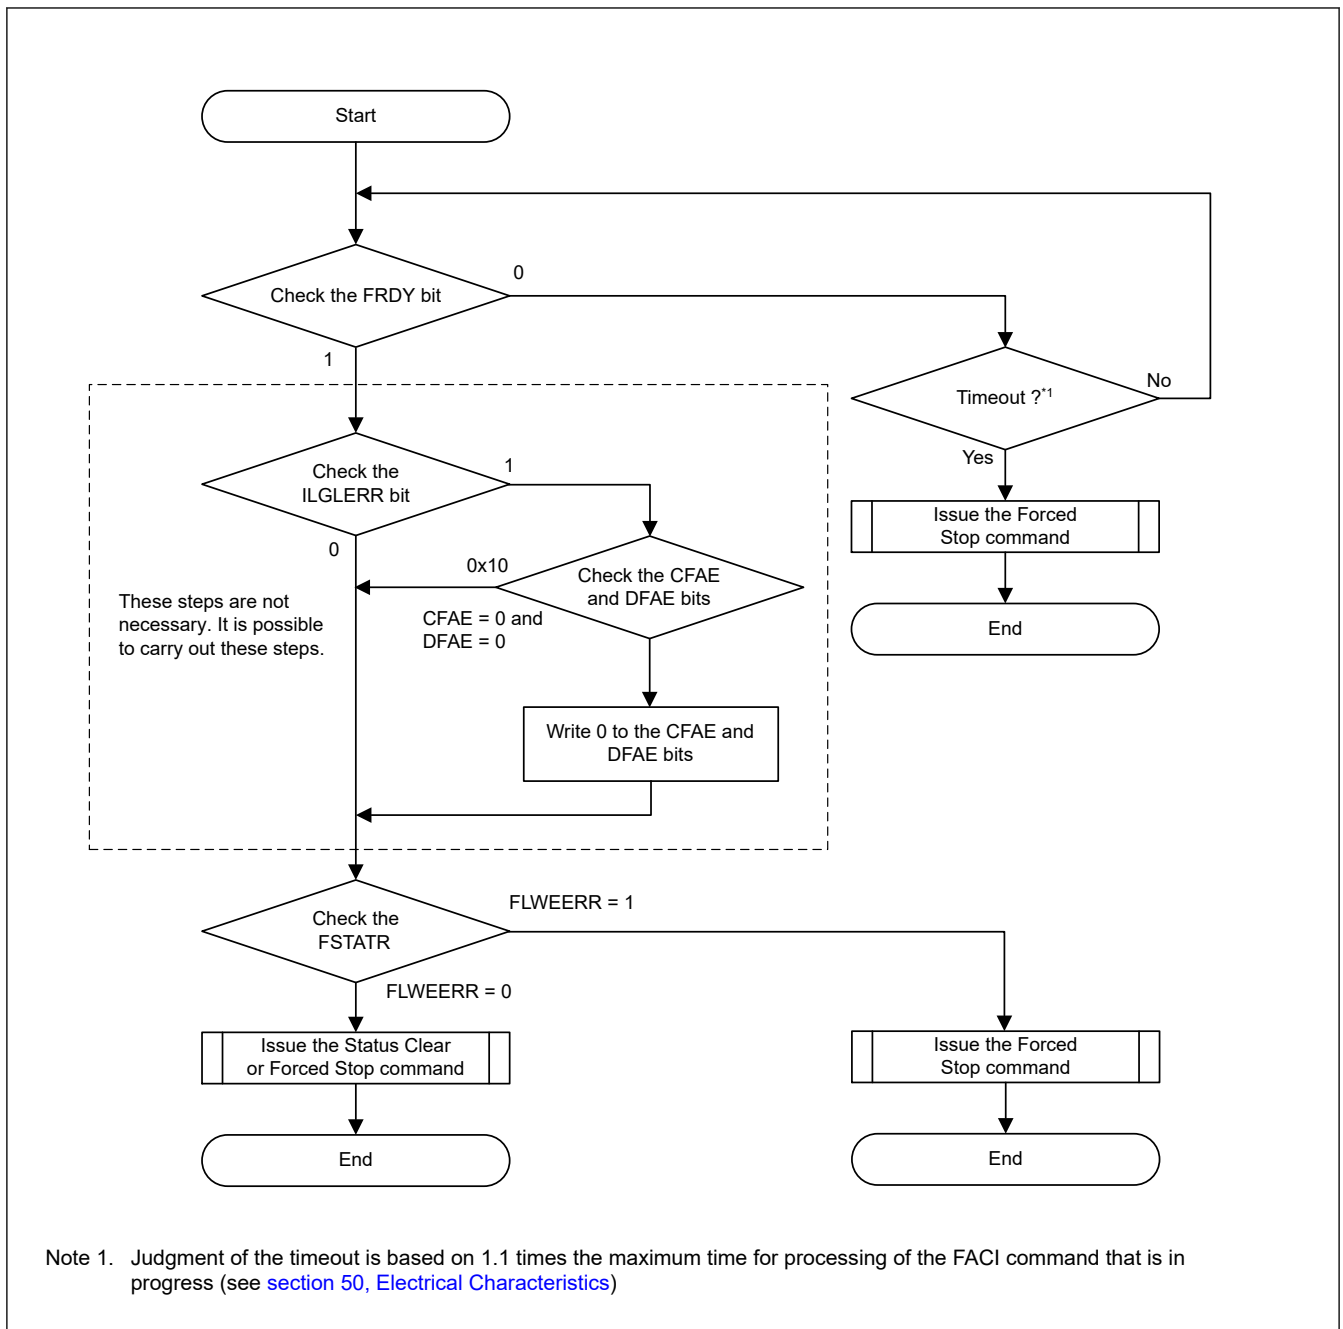 Start
Check the FRDY bit
0
1
Timeout ?*1
No
Yes
Issue the Forced
Stop command
End
Check the
ILGLERR bit
1
0
0x10
Check the CFAE
and DFAE bits
CFAE = 0 and
DFAE = 0
These steps are not
necessary. It is possible
to carry out these steps.
Write 0 to the CFAE and
DFAE bits
Check the
FSTATR
FLWEERR = 1
FLWEERR = 0
Issue the Status Clear
or Forced Stop command
End
Issue the Forced
Stop command
End
Note 1. Judgment of the timeout is based on 1.1 times the maximum time for processing of the FACI command that is in
progress (see section 50, Electrical Characteristics)